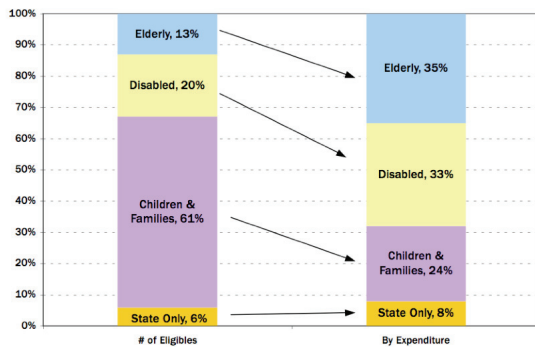 100%
90%
80%
70%
60%
50%
40%
30%
20%
10%
0%
Elderly, 13%
Disabled, 20%
Children &
Families, 61%
State Only, 6%
Elderly, 35%
Disabled, 33%
Children &
Families, 24%
State Only, 8%
# of Eligibles
By Expenditure